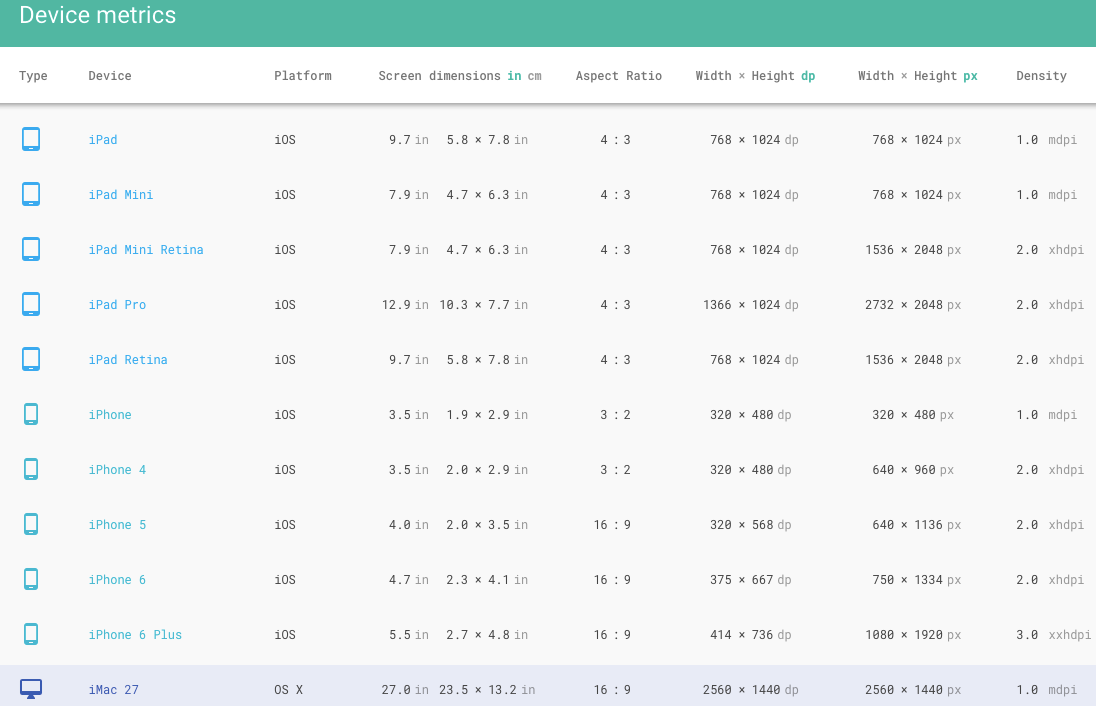 Device metrics
Type Device Platform Screen dimensions in cm Aspect Ratio Width × Height dp Width × Height px Density
iPad iOS 9.7 in 5.8 × 7.8 in 4 : 3 768 × 1024 dp 768 × 1024 px 1.0 mdpi
iPad Mini iOS 7.9 in 4.7 × 6.3 in 4 : 3 768 × 1024 dp 768 × 1024 px 1.0 mdpi
iPad Mini Retina iOS 7.9 in 4.7 × 6.3 in 4 : 3 768 × 1024 dp 1536 × 2048 px 2.0 xhdpi
iPad Pro iOS 12.9 in 10.3 × 7.7 in 4 : 3 1366 × 1024 dp 2732 × 2048 px 2.0 xhdpi
iPad Retina iOS 9.7 in 5.8 × 7.8 in 4 : 3 768 × 1024 dp 1536 × 2048 px 2.0 xhdpi
iPhone iOS 3.5 in 1.9 × 2.9 in 3 : 2 320 × 480 dp 320 × 480 px 1.0 mdpi
iPhone 4 iOS 3.5 in 2.0 × 2.9 in 3 : 2 320 × 480 dp 640 × 960 px 2.0 xhdpi
iPhone 5 iOS 4.0 in 2.0 × 3.5 in 16 : 9 320 × 568 dp 640 × 1136 px 2.0 xhdpi
iPhone 6 iOS 4.7 in 2.3 × 4.1 in 16 : 9 375 × 667 dp 750 × 1334 px 2.0 xhdpi
iPhone 6 Plus iOS 5.5 in 2.7 × 4.8 in 16 : 9 414 × 736 dp 1080 × 1920 px 3.0 xxhdpi
iMac 27 OS X 27.0 in 23.5 × 13.2 in 16 : 9 2560 × 1440 dp 2560 × 1440 px 1.0 mdpi